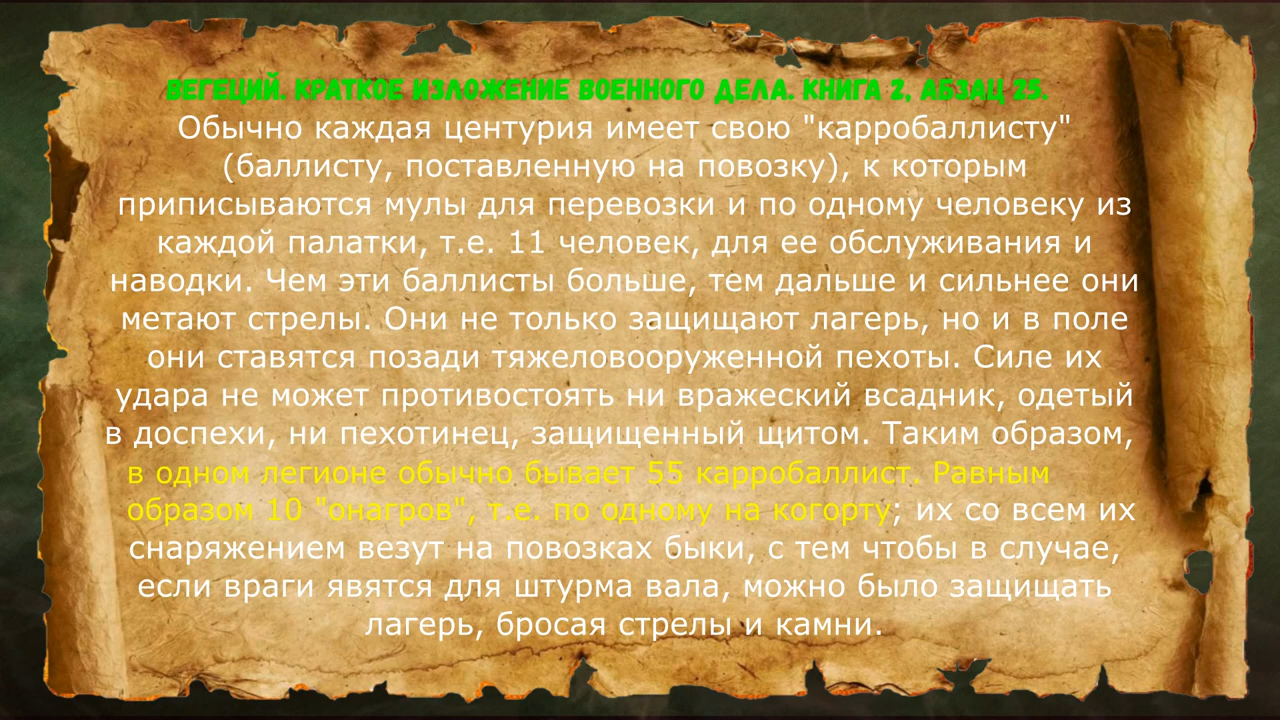 ВЕГЕЦИЙ. КРАТКОЕ ИЗЛОЖЕНИЕ ВОЕННОГО ДЕЛА. КНИГА 2, АБЗАЦ 25.
Обычно каждая центурия имеет свою "карробаллисту"
(баллисту, поставленную на повозку), к которым
приписываются мулы для перевозки и по одному человеку из
каждой палатки, т.е. 11 человек, для ее обслуживания и
наводки. Чем эти баллисты больше, тем дальше и сильнее они
метают стрелы. Они не только защищают лагерь, но и в поле
они ставятся позади тяжеловооруженной пехоты. Силе их
удара не может противостоять ни вражеский всадник, одетый
в доспехи, ни пехотинец, защищенный щитом. Таким образом,
в одном легионе обычно бывает 55 карробаллист. Равным
образом 10 "онагров", т.е. по одному на когорту; их со всем их
снаряжением везут на повозках быки, с тем чтобы в случае,
если враги явятся для штурма вала, можно было защищать
лагерь, бросая стрелы и камни.